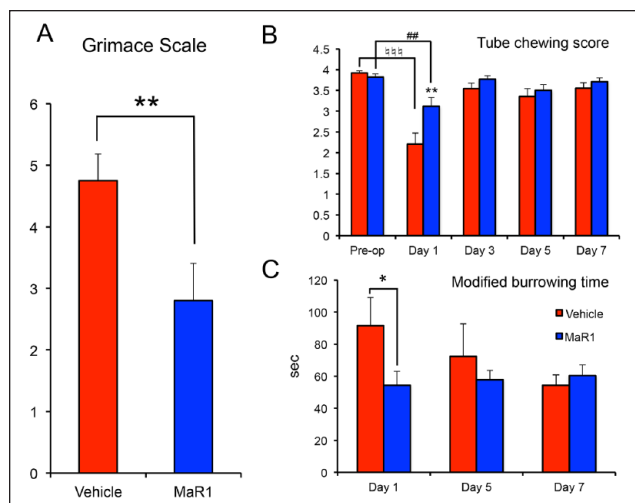 A
Grimace Scale
6
5
4
3
2
1
0
**
Vehicle
MaR1
B
Tube chewing score
4.5
4
3.5
3
2.5
2
1.5
1
0.5
0
##
♮♮♮
**
Pre-op
Day 1
Day 3
Day 5
Day 7
C
Modified burrowing time
120
100
80
60
40
20
0
sec
*
Vehicle
MaR1
Day 1
Day 5
Day 7